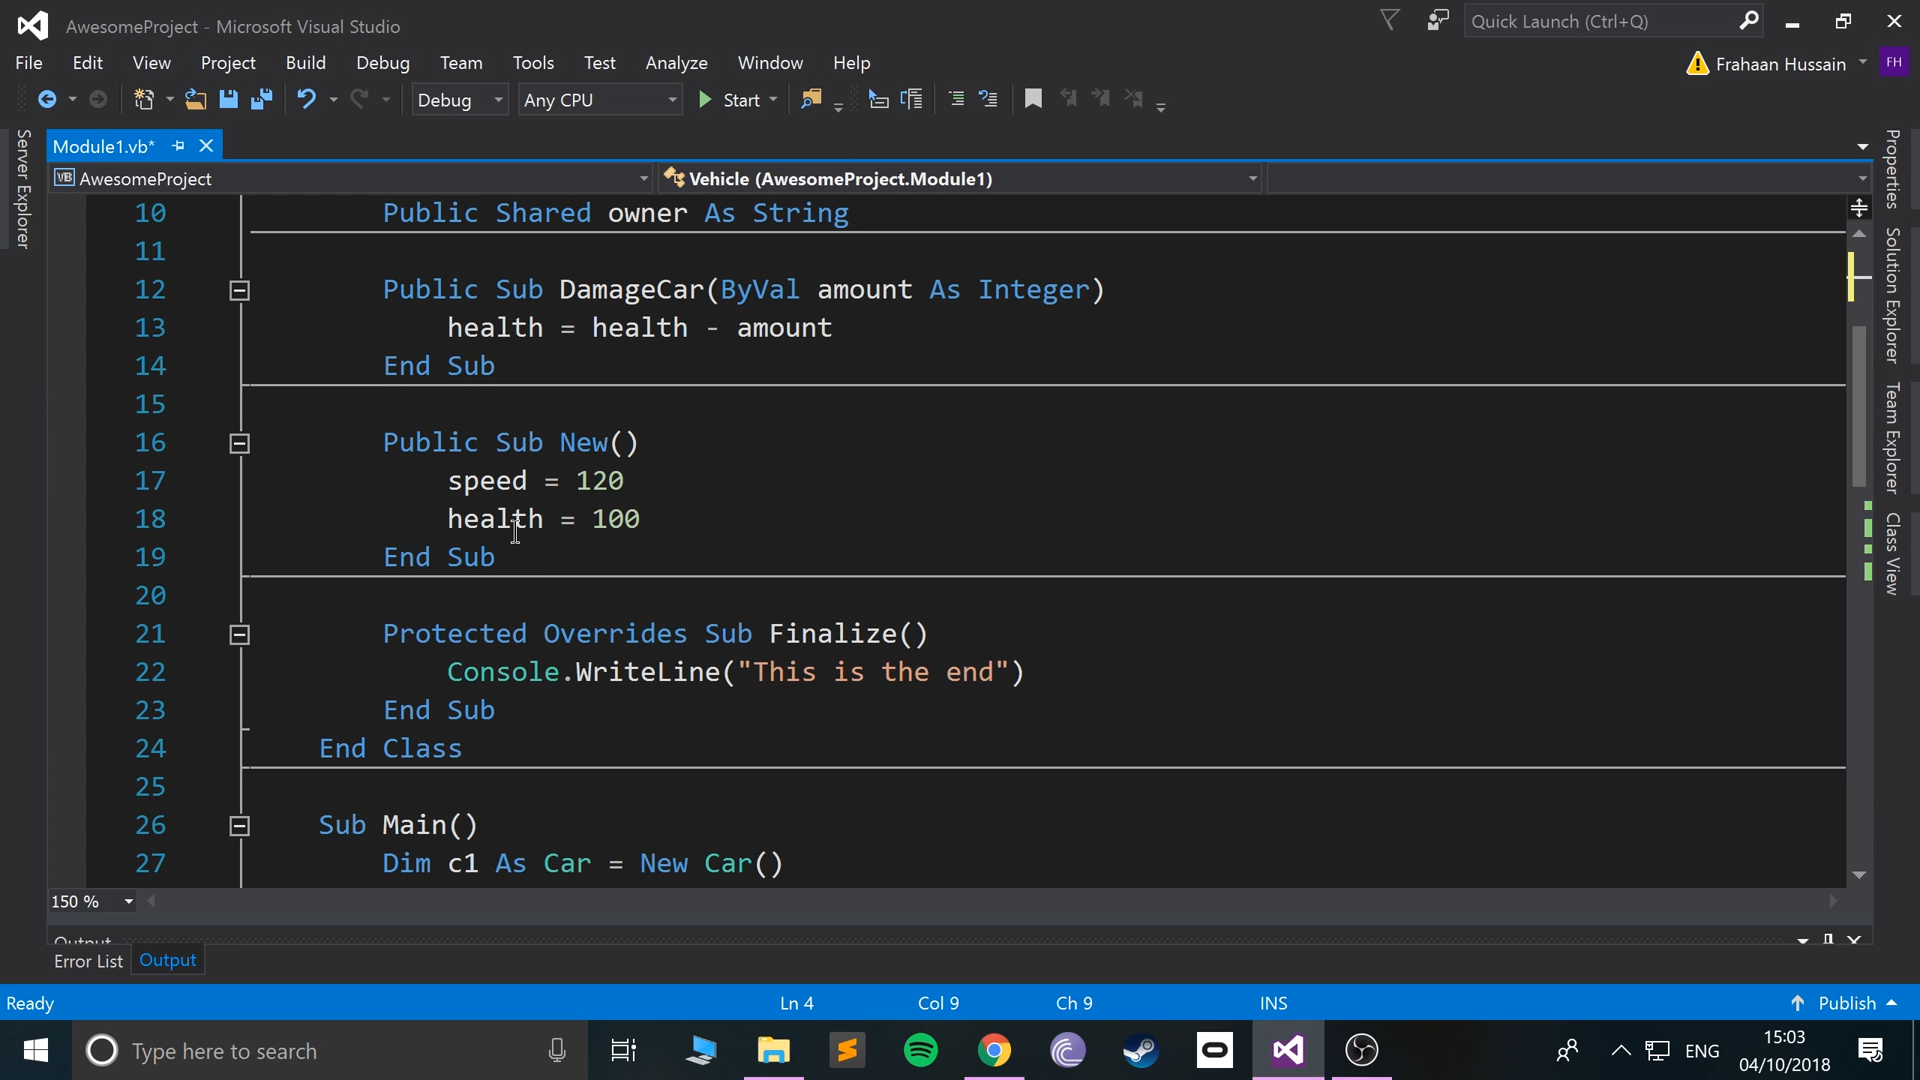 AwesomeProject - Microsoft Visual Studio
Quick Launch (Ctrl+Q)
File Edit View Project Build Debug Team Tools Test Analyze Window Help
Frahaan Hussain FH
Debug Any CPU Start
Server Explorer
Module1.vb*
VB AwesomeProject
Vehicle (AwesomeProject.Module1)
10 Public Shared owner As String
11
12 Public Sub DamageCar(ByVal amount As Integer)
13 health = health - amount
14 End Sub
15
16 Public Sub New()
17 speed = 120
18 health = 100
19 End Sub
20
21 Protected Overrides Sub Finalize()
22 Console.WriteLine("This is the end")
23 End Sub
24 End Class
25
26 Sub Main()
27 Dim c1 As Car = New Car()
Properties
Solution Explorer
Team Explorer
Class View
150 %
Output
Error List Output
Ready Ln 4 Col 9 Ch 9 INS Publish
Type here to search
ENG
15:03
04/10/2018